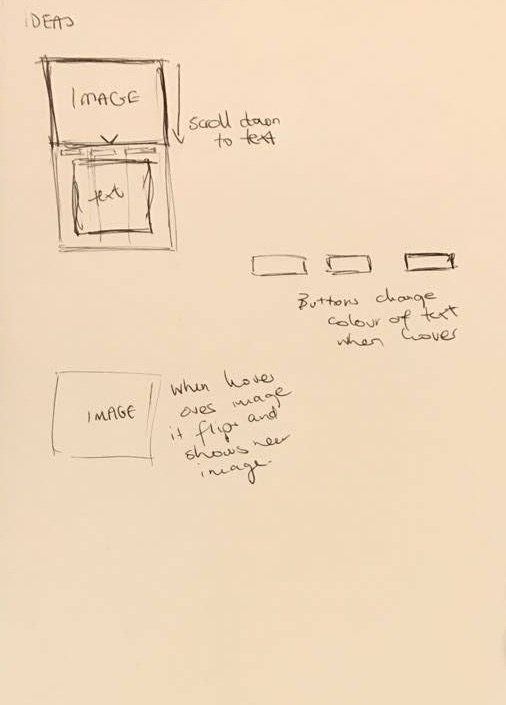 IDEAS
IMAGE
scroll down
to text
text
Buttons change
colour of text
when hover
IMAGE
when hover
over image
it flips and
shows new
image.